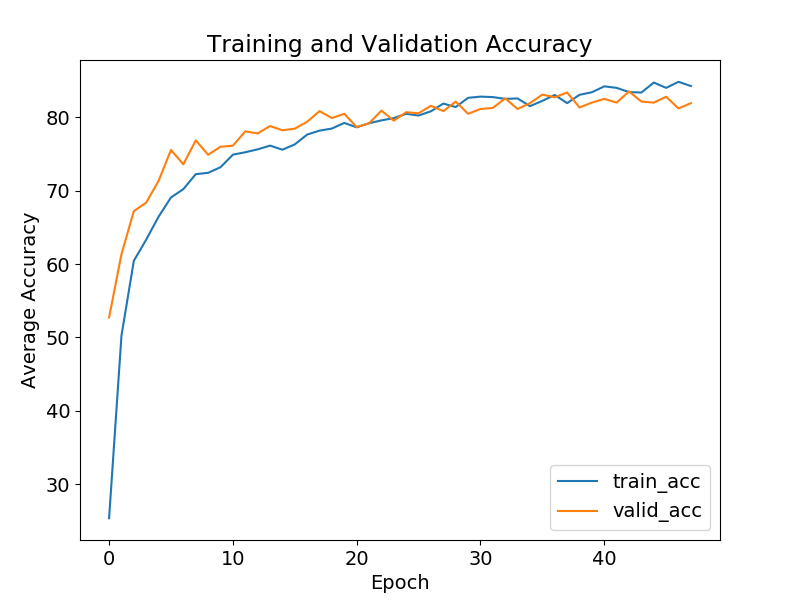 Training and Validation Accuracy
Average Accuracy
80
70
60
50
40
30
train_acc
valid_acc
0 10 20 30 40
Epoch